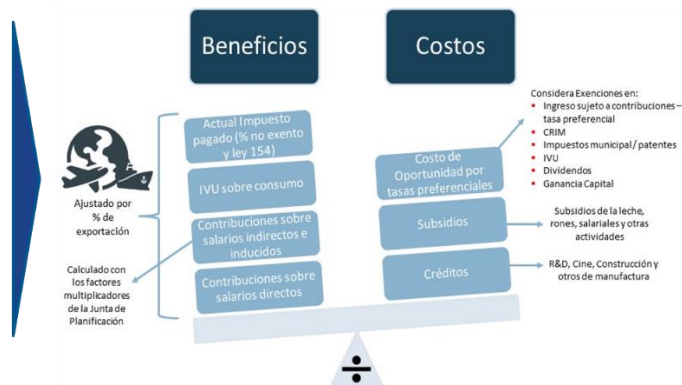 Beneficios
Costos
Actual Impuesto
pagado (% no exento
y ley 154)
IVU sobre consumo
Contribuciones sobre
salarios indirectos e
inducidos
Contribuciones sobre
salarios directos
Ajustado por
% de
exportación
Calculado con
los factores
multiplicadores
de la Junta de
Planificación
Costo de
Oportunidad por
tasas preferenciales
Subsidios
Créditos
Considera Exenciones en:
▪ Ingreso sujeto a contribuciones –
tasa preferencial
▪ CRIM
▪ Impuestos municipal/ patentes
▪ IVU
▪ Dividendos
▪ Ganancia Capital
Subsidios de la leche,
rones, salariales y otras
actividades
R&D, Cine, Construcción y
otros de manufactura
÷